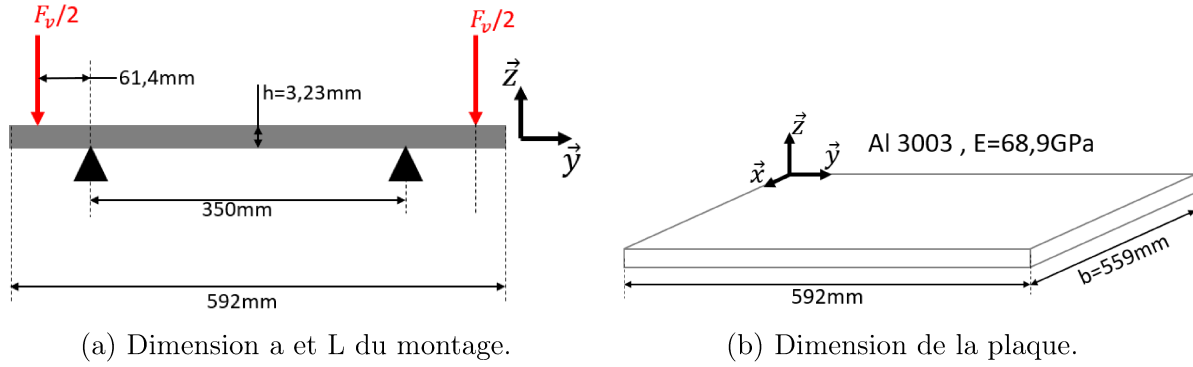 F_v/2
F_v/2
61,4mm
h=3,23mm
z⃗
y⃗
350mm
592mm
(a) Dimension a et L du montage.
z⃗
x⃗
y⃗
Al 3003 , E=68,9GPa
b=559mm
592mm
(b) Dimension de la plaque.